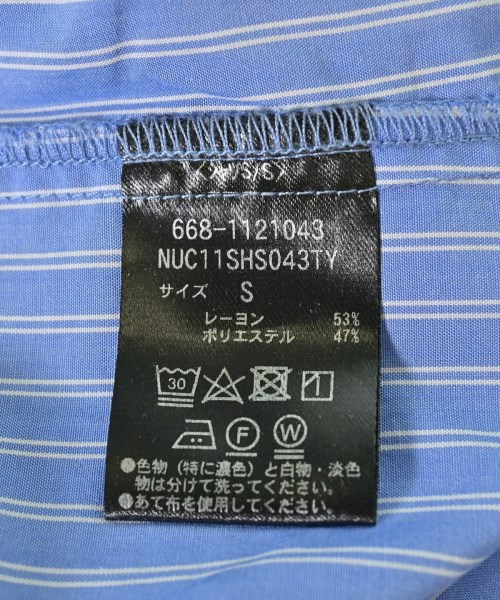 668-1121043
NUC11SHS043TY
サイズ S
レーヨン 53%
ポリエステル 47%
30
F W
●色物(特に濃色)と白物・淡色
物は分けて洗ってください。
●あて布を使用してください。